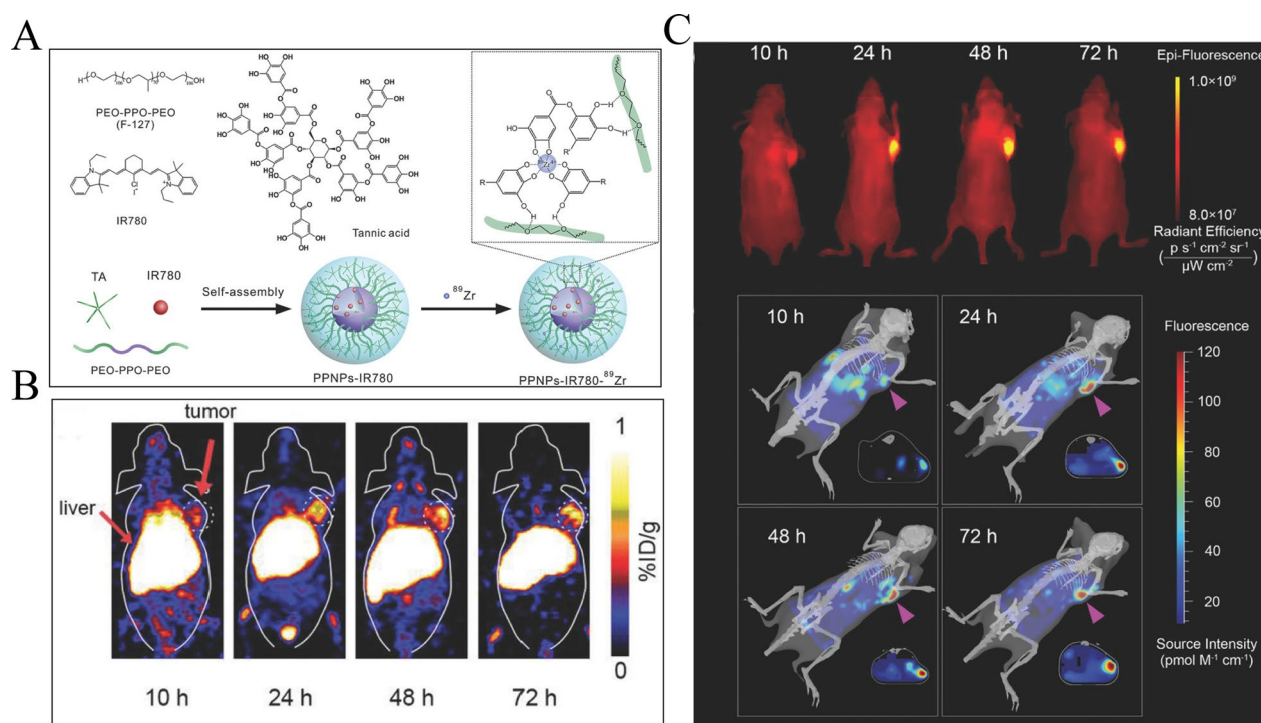 A
PEO-PPO-PEO
(F-127)
IR780
Tannic acid
TA
IR780
PEO-PPO-PEO
Self-assembly
PPNPs-IR780
⁸⁹Zr
PPNPs-IR780-⁸⁹Zr
B
tumor
liver
10 h
24 h
48 h
72 h
1
%ID/g
0
C
10 h
24 h
48 h
72 h
Epi-Fluorescence
1.0×10⁹
8.0×10⁷
Radiant Efficiency
(p s⁻¹ cm⁻² sr⁻¹
µW cm⁻²)
10 h
24 h
48 h
72 h
Fluorescence
120
100
80
60
40
20
Source Intensity
(pmol M⁻¹ cm⁻¹)